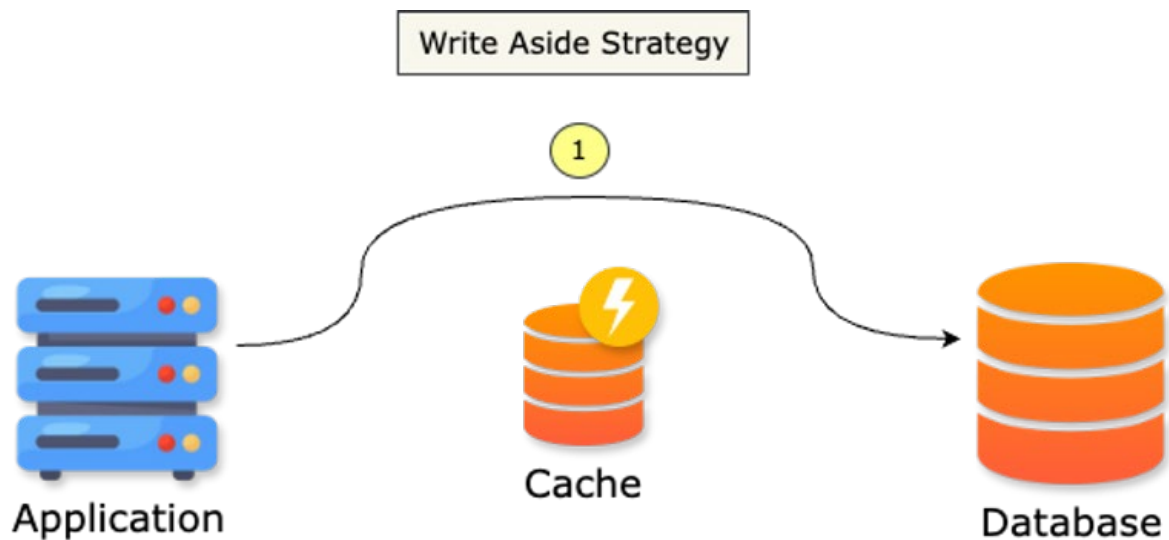 Write Aside Strategy
1
Cache
Application
Database